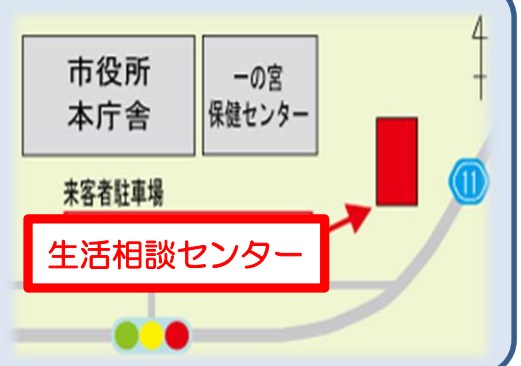 市役所
本庁舎
一の宮
保健センター
来客者駐車場
11
生活相談センター